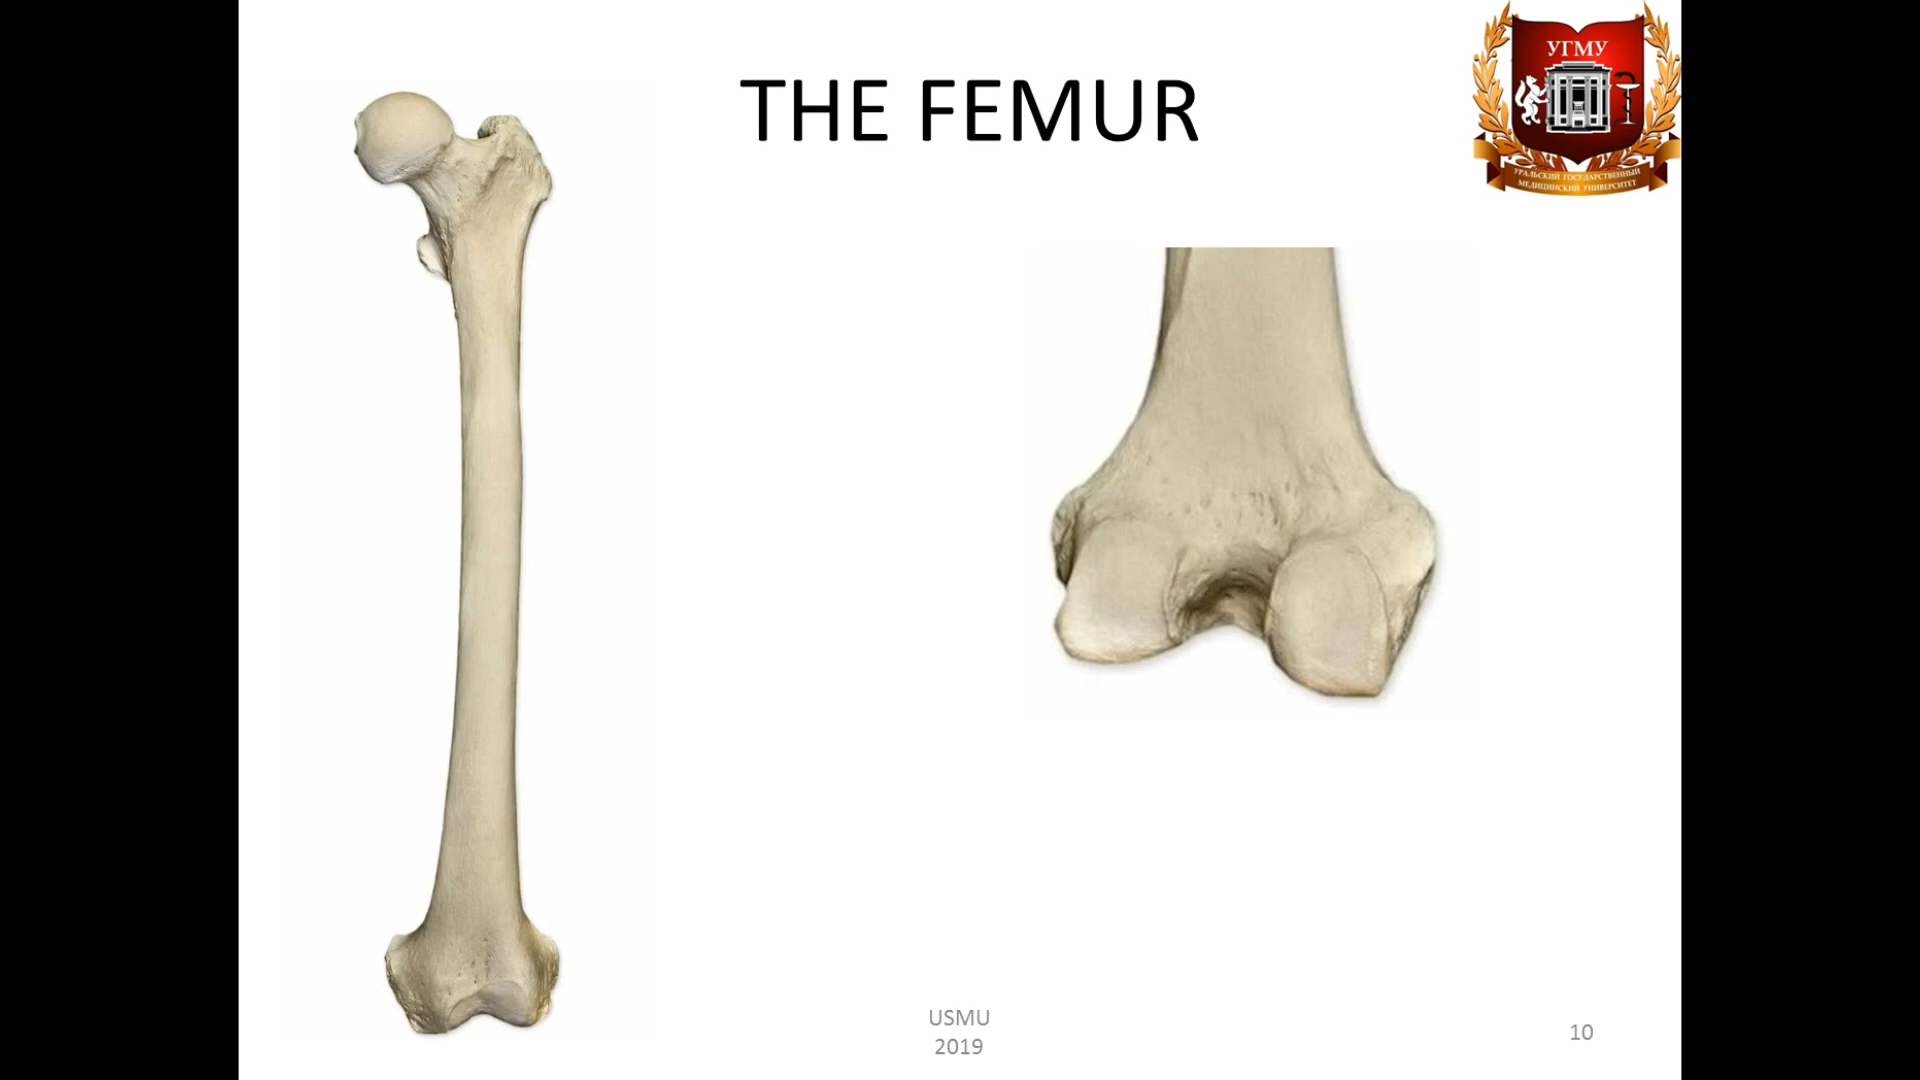 THE FEMUR
УГМУ
УРАЛЬСКИЙ ГОСУДАРСТВЕННЫЙ
МЕДИЦИНСКИЙ УНИВЕРСИТЕТ
USMU
2019
10